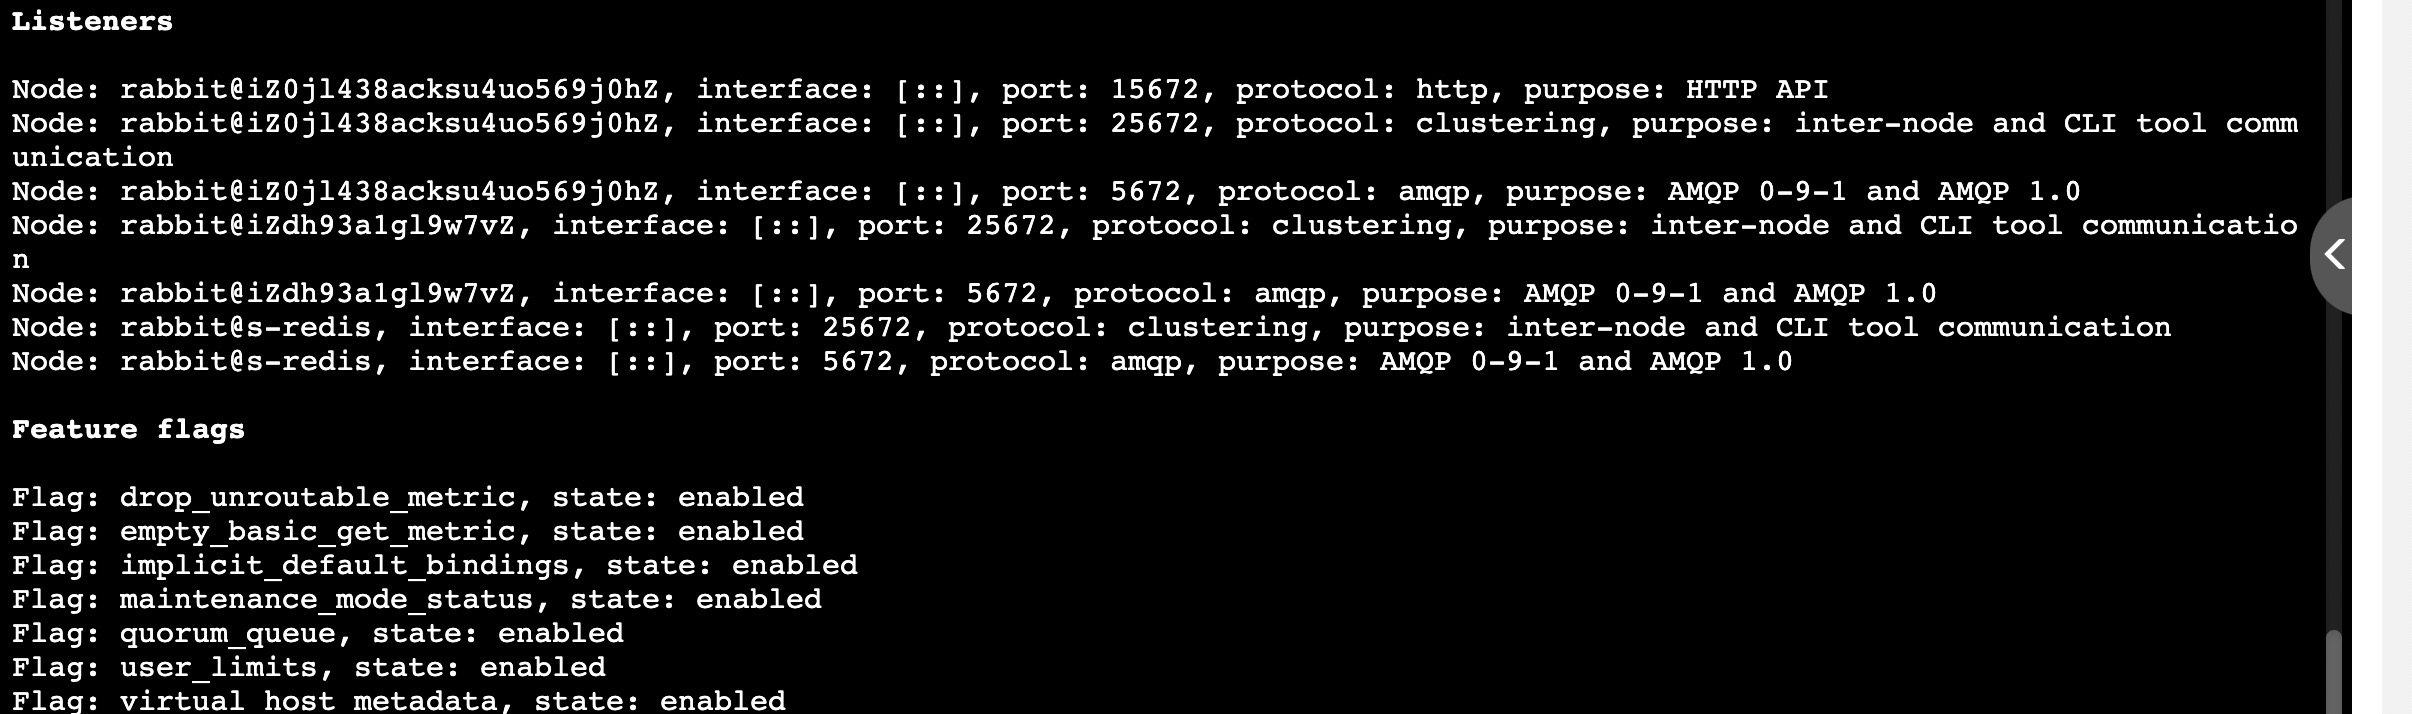 Listeners
Node: rabbit@iZ0jl438acksu4uo569j0hZ, interface: [::], port: 15672, protocol: http, purpose: HTTP API
Node: rabbit@iZ0jl438acksu4uo569j0hZ, interface: [::], port: 25672, protocol: clustering, purpose: inter-node and CLI tool comm
unication
Node: rabbit@iZ0jl438acksu4uo569j0hZ, interface: [::], port: 5672, protocol: amqp, purpose: AMQP 0-9-1 and AMQP 1.0
Node: rabbit@iZdh93a1gl9w7vZ, interface: [::], port: 25672, protocol: clustering, purpose: inter-node and CLI tool communicatio
n
Node: rabbit@iZdh93a1gl9w7vZ, interface: [::], port: 5672, protocol: amqp, purpose: AMQP 0-9-1 and AMQP 1.0
Node: rabbit@s-redis, interface: [::], port: 25672, protocol: clustering, purpose: inter-node and CLI tool communication
Node: rabbit@s-redis, interface: [::], port: 5672, protocol: amqp, purpose: AMQP 0-9-1 and AMQP 1.0
Feature flags
Flag: drop_unroutable_metric, state: enabled
Flag: empty_basic_get_metric, state: enabled
Flag: implicit_default_bindings, state: enabled
Flag: maintenance_mode_status, state: enabled
Flag: quorum_queue, state: enabled
Flag: user_limits, state: enabled
Flag: virtual_host_metadata, state: enabled